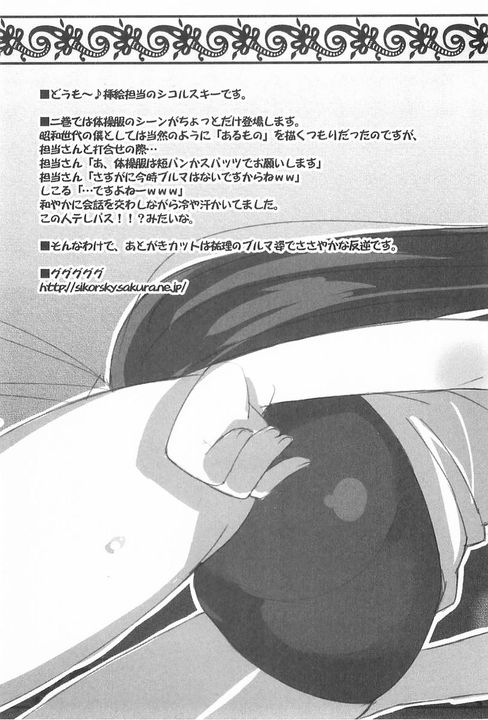 ■どうも～♪挿絵担当のシコルスキーです。
■二巻では体操服のシーンがちょっとだけ登場します。
昭和世代の僕としては当然のように「あるもの」を描くつもりだったのですが、
担当さんと打合せの際…
担当さん「あ、体操服は短パンかスパッツでお願いします」
担当さん「さすがに今時ブルマはないですからねｗｗ」
しこる「…ですよねーｗｗｗ」
和やかに会話を交わしながら冷や汗かいてました。
この人テレパス！！？みたいな。
■そんなわけで、あとがきカットは祐理のブルマ導でささやかな反逆です。
■ググググググ
http://sikorsky.sakura.ne.jp/